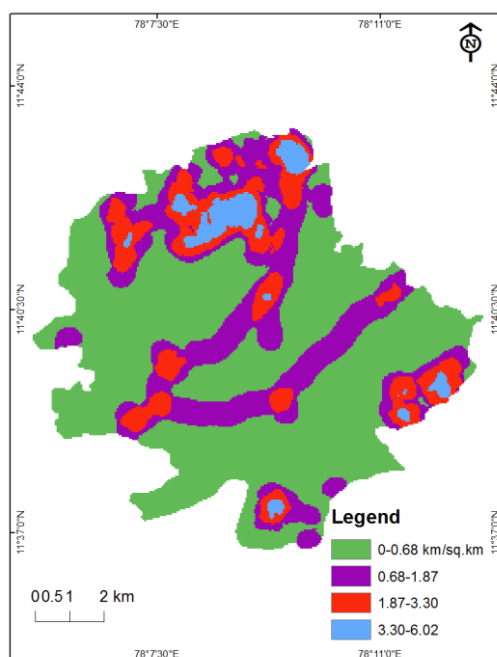 78°7'30"E 78°11'0"E
N
11°44'0"N 11°44'0"N
11°40'30"N 11°40'30"N
11°37'0"N 11°37'0"N
Legend
0-0.68 km/sq.km
0.68-1.87
1.87-3.30
3.30-6.02
00.51 2 km
78°7'30"E 78°11'0"E